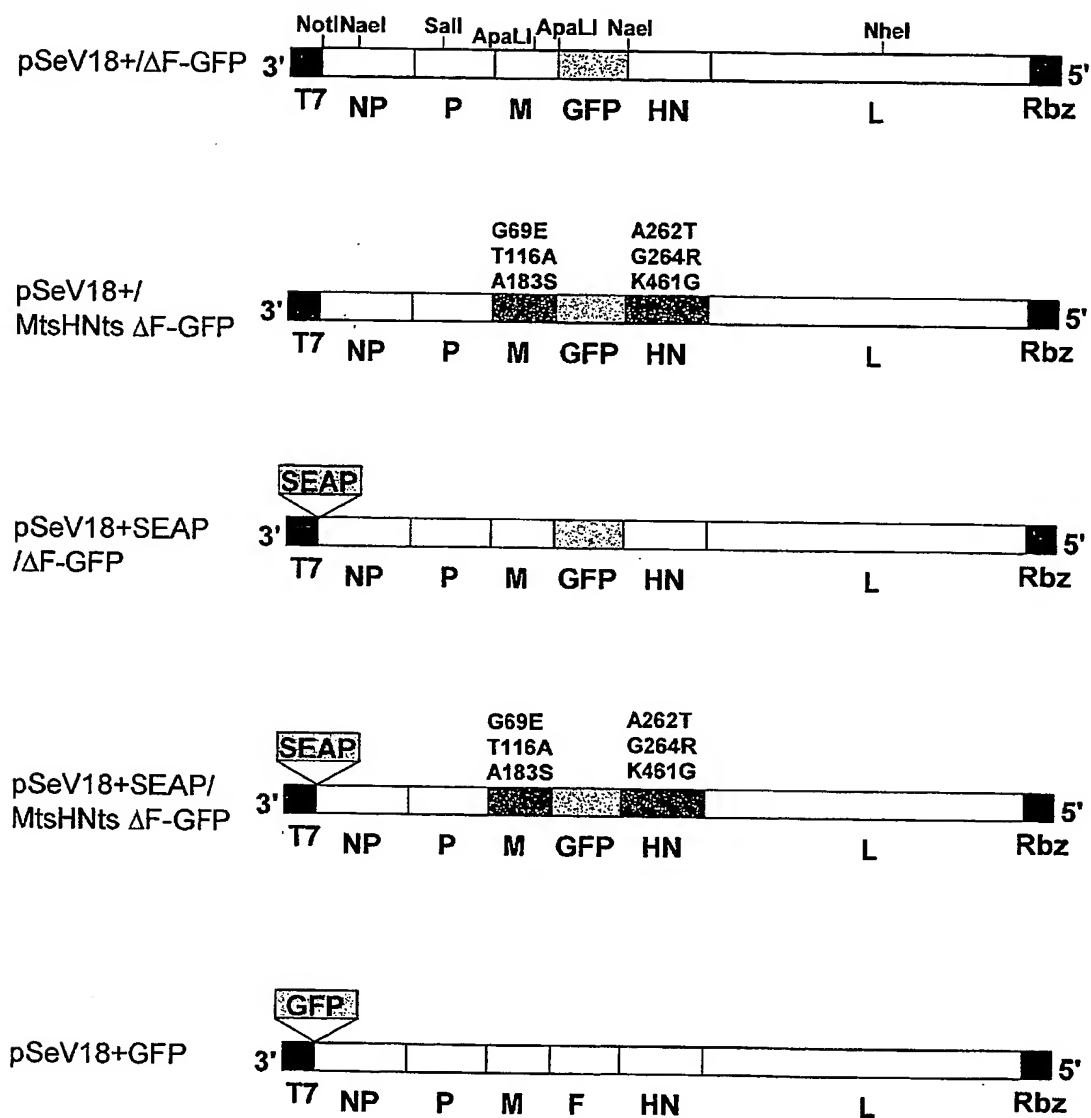 NotI NaeI SalI ApaLI ApaLI NaeI NheI
pSeV18+/ΔF-GFP 3' 5'
T7 NP P M GFP HN L Rbz
G69E A262T
T116A G264R
A183S K461G
pSeV18+/
MtsHNts ΔF-GFP 3' 5'
T7 NP P M GFP HN L Rbz
SEAP
pSeV18+SEAP 3' 5'
/ΔF-GFP
T7 NP P M GFP HN L Rbz
G69E A262T
T116A G264R
A183S K461G
SEAP
pSeV18+SEAP/
MtsHNts ΔF-GFP 3' 5'
T7 NP P M GFP HN L Rbz
GFP
pSeV18+GFP 3' 5'
T7 NP P M F HN L Rbz